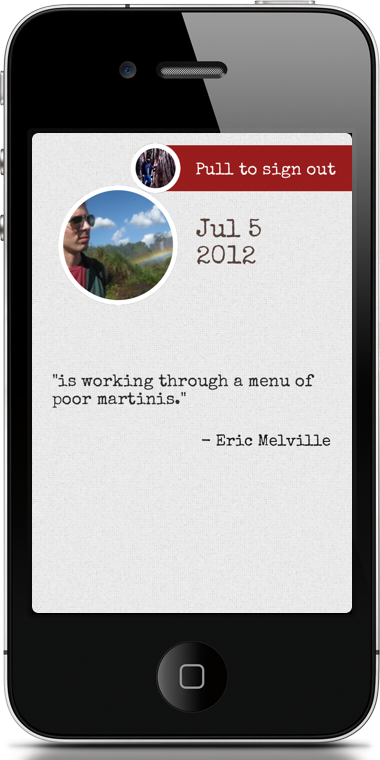 Pull to sign out
Jul 5
2012
"is working through a menu of
poor martinis."
- Eric Melville